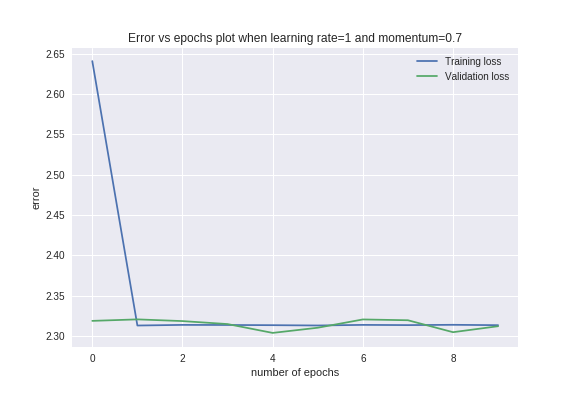 Error vs epochs plot when learning rate=1 and momentum=0.7
Training loss
Validation loss
2.65
2.60
2.55
2.50
2.45
2.40
2.35
2.30
error
0
2
4
6
8
number of epochs